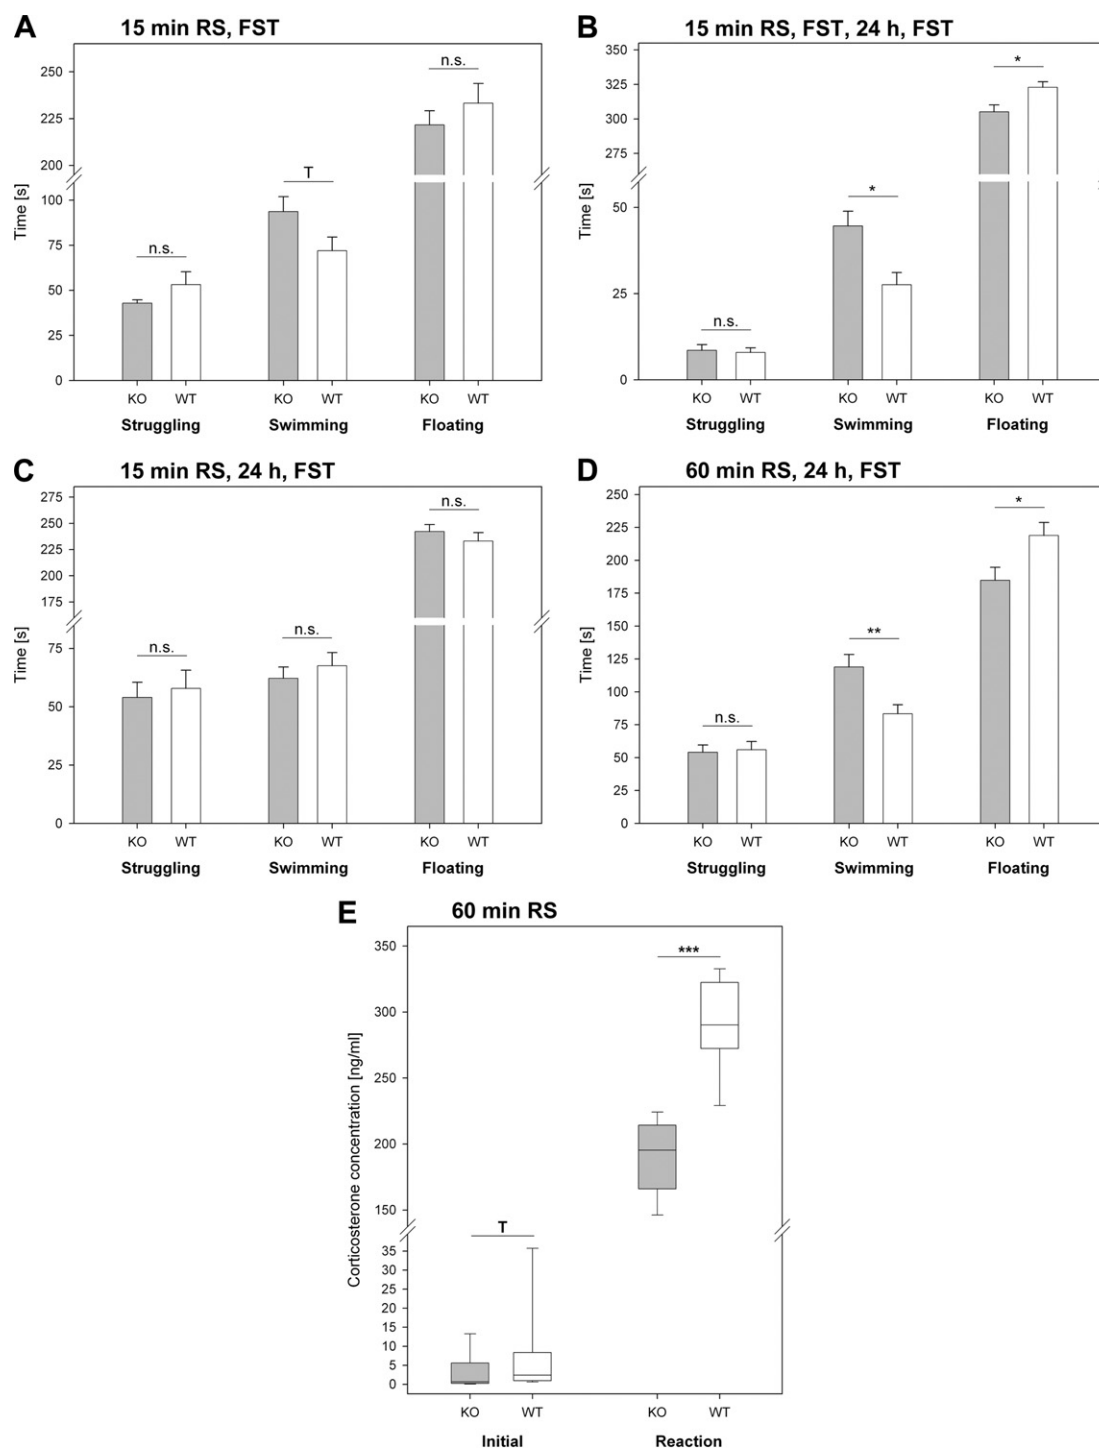 A 15 min RS, FST
Time [s]
250
225
200
100
75
50
25
0
n.s.
T
n.s.
KO WT KO WT KO WT
Struggling Swimming Floating
B 15 min RS, FST, 24 h, FST
Time [s]
350
325
300
275
50
25
0
n.s.
*
*
KO WT KO WT KO WT
Struggling Swimming Floating
C 15 min RS, 24 h, FST
Time [s]
275
250
225
200
175
75
50
25
0
n.s.
n.s.
n.s.
KO WT KO WT KO WT
Struggling Swimming Floating
D 60 min RS, 24 h, FST
Time [s]
250
225
200
175
150
125
100
75
50
25
0
n.s.
**
*
KO WT KO WT KO WT
Struggling Swimming Floating
E 60 min RS
Corticosterone concentration [ng/ml]
350
300
250
200
150
35
30
25
20
15
10
5
0
T
***
KO WT KO WT
Initial Reaction